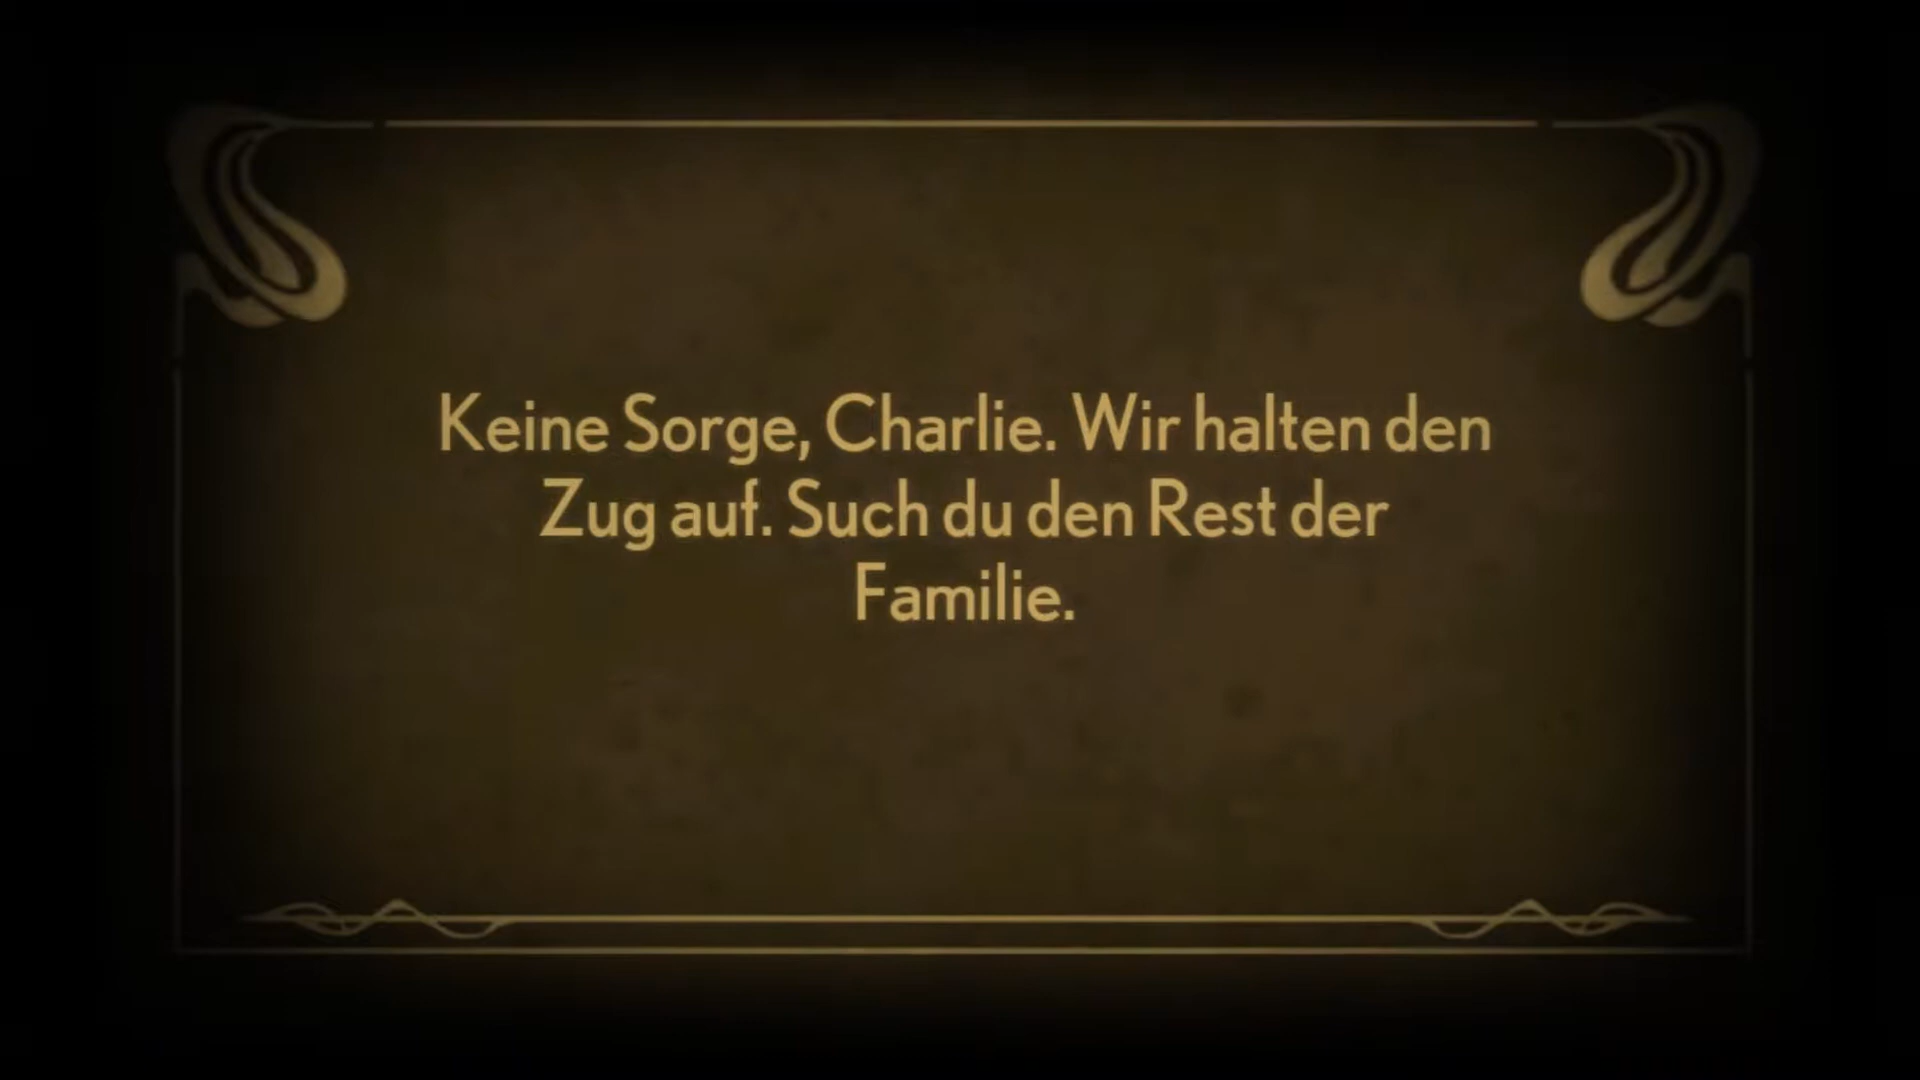 Keine Sorge, Charlie. Wir halten den
Zug auf. Such du den Rest der
Familie.